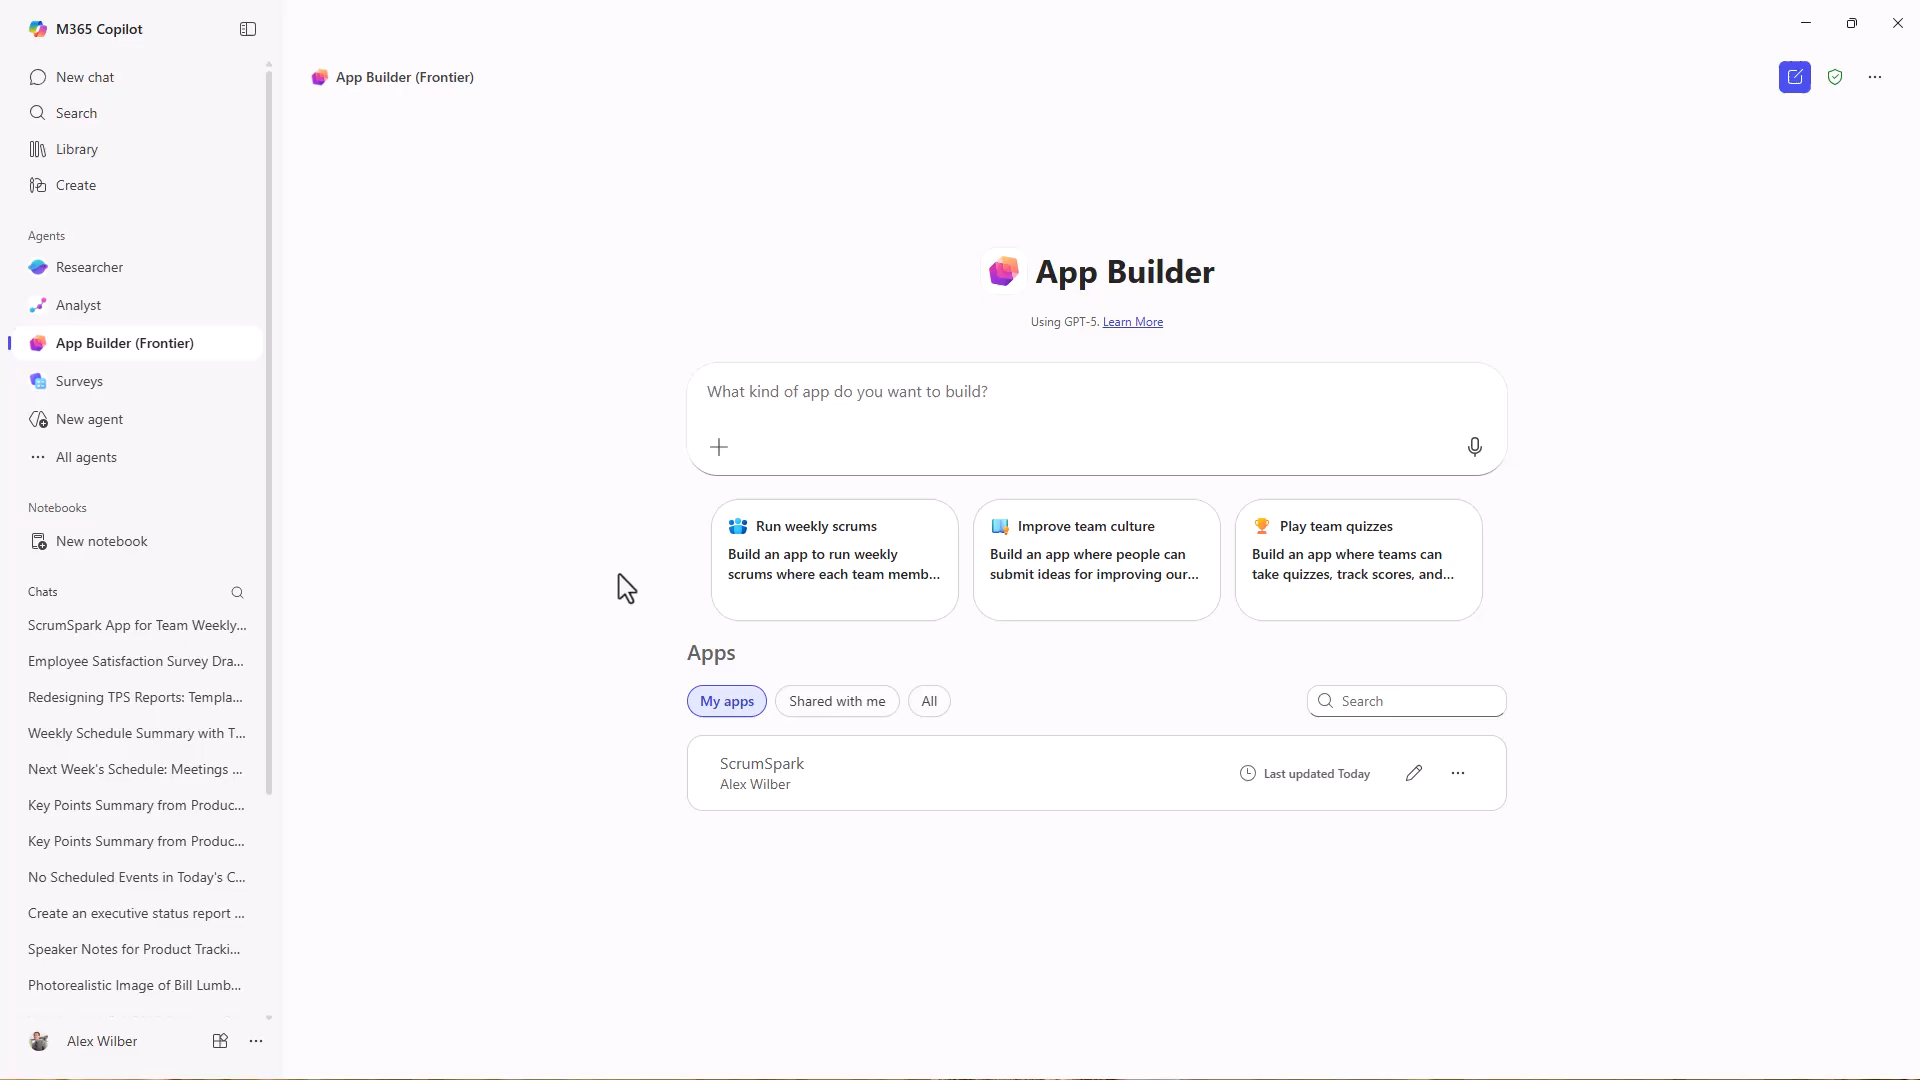 M365 Copilot
New chat
Search
Library
Create
Agents
Researcher
Analyst
App Builder (Frontier)
Surveys
New agent
All agents
Notebooks
New notebook
Chats
ScrumSpark App for Team Weekly...
Employee Satisfaction Survey Dra...
Redesigning TPS Reports: Templa...
Weekly Schedule Summary with T...
Next Week's Schedule: Meetings ...
Key Points Summary from Produc...
Key Points Summary from Produc...
No Scheduled Events in Today's C...
Create an executive status report ...
Speaker Notes for Product Tracki...
Photorealistic Image of Bill Lumb...
Alex Wilber
App Builder (Frontier)
App Builder
Using GPT-5. Learn More
What kind of app do you want to build?
Run weekly scrums
Build an app to run weekly
scrums where each team memb...
Improve team culture
Build an app where people can
submit ideas for improving our...
Play team quizzes
Build an app where teams can
take quizzes, track scores, and...
Apps
My apps
Shared with me
All
Search
ScrumSpark
Alex Wilber
Last updated Today